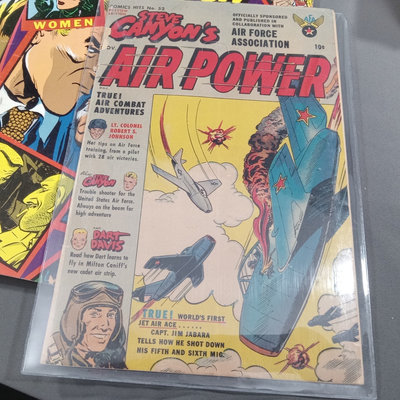 WOMEN
COMICS HITS No. 55
STEVE
CANYON'S
AIR POWER
OFFICIALLY SPONSORED
AND PUBLISHED IN
COLLABORATION WITH
AIR FORCE
ASSOCIATION
10¢
OV.
TRUE!
AIR COMBAT
ADVENTURES
LT. COLONEL
ROBERT S.
JOHNSON
tips on Air Force
training, from a pilot
with 28 air victories.
CANYON
Trouble shooter for the
United States Air Force.
Always on the beam for
high adventure
DART
DAVIS
Read how Dart learns to
fly in Milton Caniff's
new cadet air strip.
TRUE! WORLD'S FIRST
JET AIR ACE......
CAPT. JIM JABARA
TELLS HOW HE SHOT DOWN
HIS FIFTH AND SIXTH MIG.